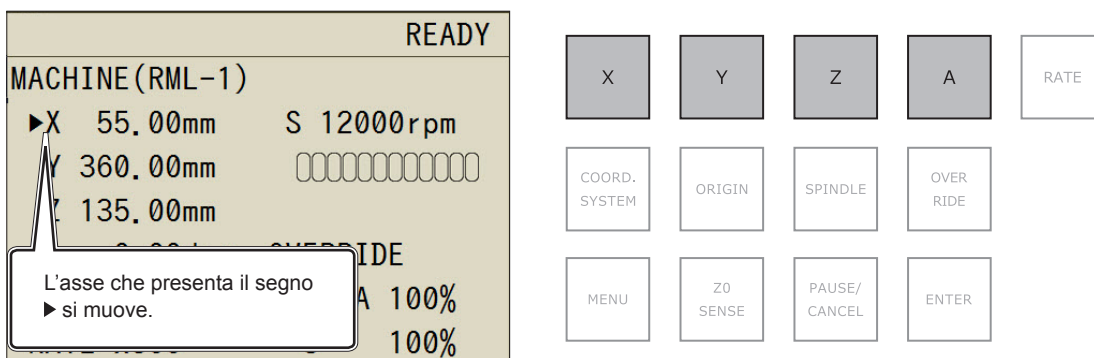 READY
MACHINE(RML-1)
▶X 55.00mm S 12000rpm
Y 360.00mm
Z 135.00mm
OVERRIDE
A 100%
100%
L'asse che presenta il segno
▶ si muove.
X Y Z A RATE
COORD.
SYSTEM
ORIGIN
SPINDLE
OVER
RIDE
MENU
Z0
SENSE
PAUSE/
CANCEL
ENTER